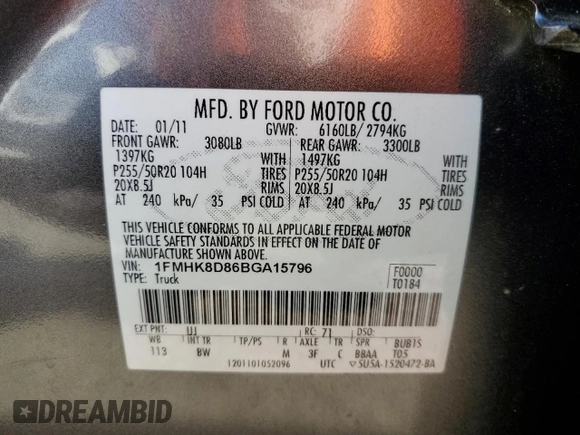 MFD. BY FORD MOTOR CO.
DATE: 01/11 GVWR: 6160LB/ 2794KG
FRONT GAWR: 3080LB REAR GAWR: 3300LB
1397KG WITH 1497KG WITH
P255/50R20 104H TIRES P255/50R20 104H TIRES
20X8.5J RIMS 20X8.5J RIMS
AT 240 kPa/ 35 PSI COLD AT 240 kPa/ 35 PSI COLD
THIS VEHICLE CONFORMS TO ALL APPLICABLE FEDERAL MOTOR
VEHICLE SAFETY STANDARDS IN EFFECT ON THE DATE OF
MANUFACTURE SHOWN ABOVE.
VIN: 1FMHK8D86BGA15796 F0000
TYPE: Truck T0184
EXT PNT: UJ RC: 71 DSO:
WB INT TR TP/PS R AXLE TR SPR BUB1S
113 BW M 3F C BBAA T05
1201101052096 UTC 5U5A-1520472-BA
DREAMBID